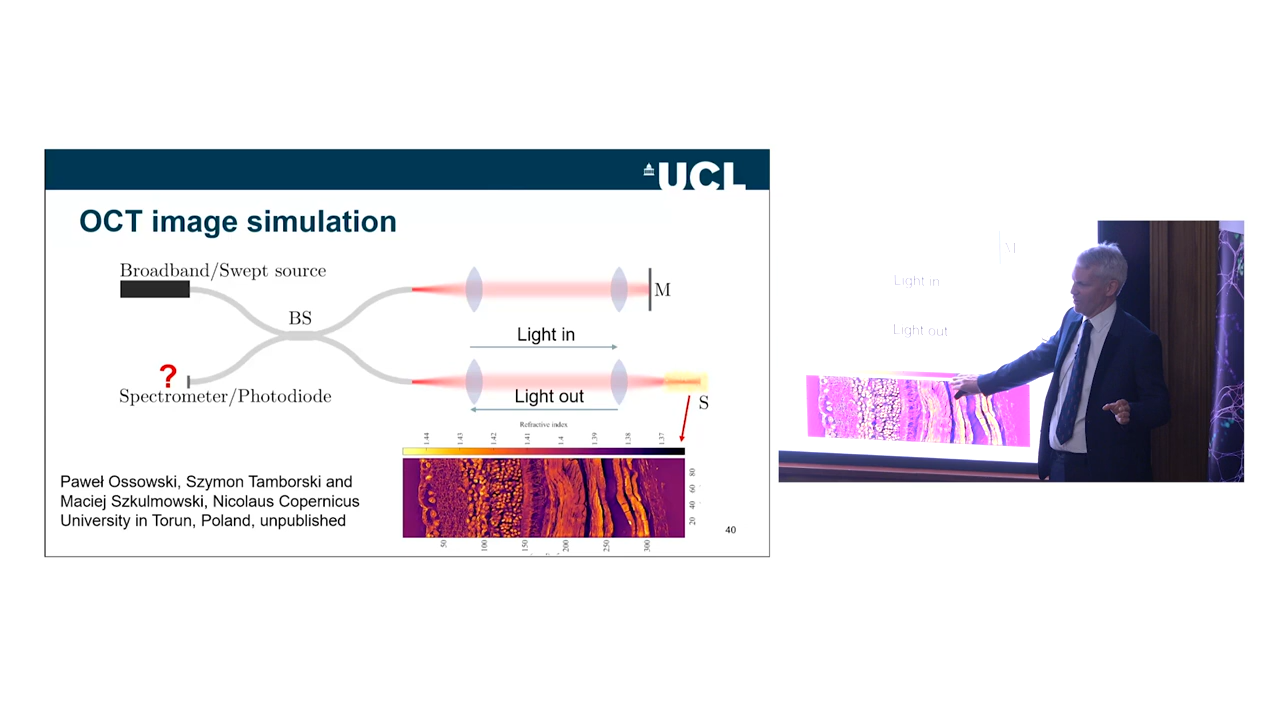 UCL
OCT image simulation
Broadband/Swept source
BS
M
Light in
?
Spectrometer/Photodiode
Light out
S
Refractive index
1.44 1.43 1.42 1.41 1.4 1.39 1.38 1.37
80
60
40
20
50 100 150 200 250 300
Paweł Ossowski, Szymon Tamborski and
Maciej Szkulmowski, Nicolaus Copernicus
University in Torun, Poland, unpublished
40
M
Light in
Light out